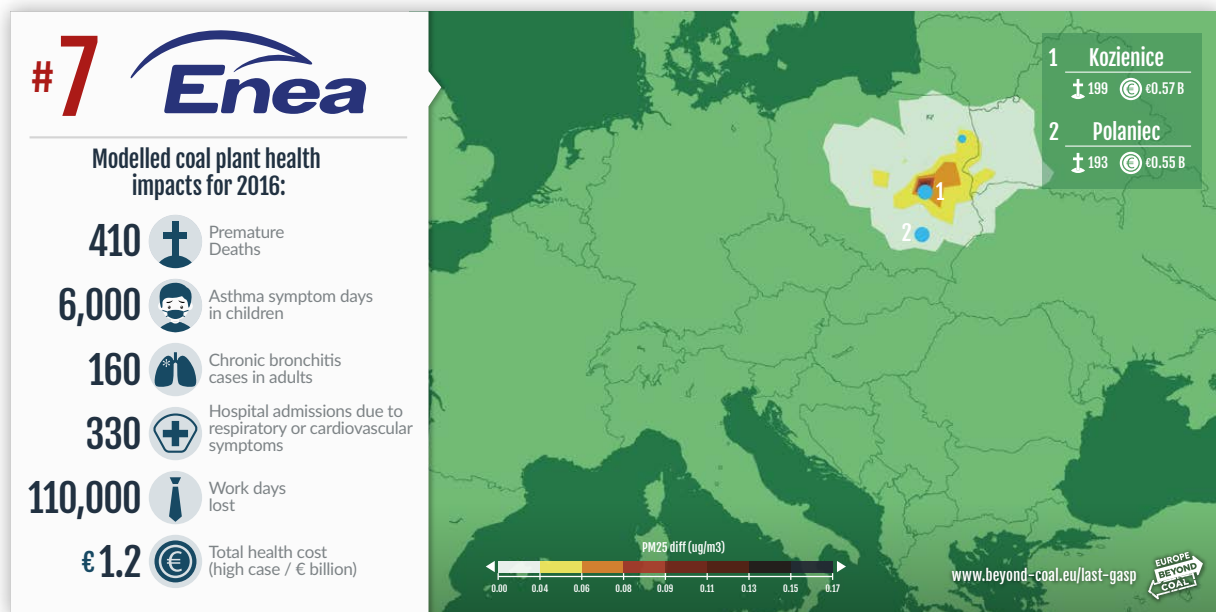 #7
Enea
Modelled coal plant health
impacts for 2016:
410
Premature
Deaths
6,000
Asthma symptom days
in children
160
Chronic bronchitis
cases in adults
330
Hospital admissions due to
respiratory or cardiovascular
symptoms
110,000
Work days
lost
€ 1.2
Total health cost
(high case / € billion)
1 Kozienice
199 € €0.57 B
2 Polaniec
193 € €0.55 B
1
2
PM25 diff (ug/m3)
0.00 0.04 0.06 0.08 0.09 0.11 0.13 0.15 0.17
www.beyond-coal.eu/last-gasp
EUROPE
BEYOND
COAL